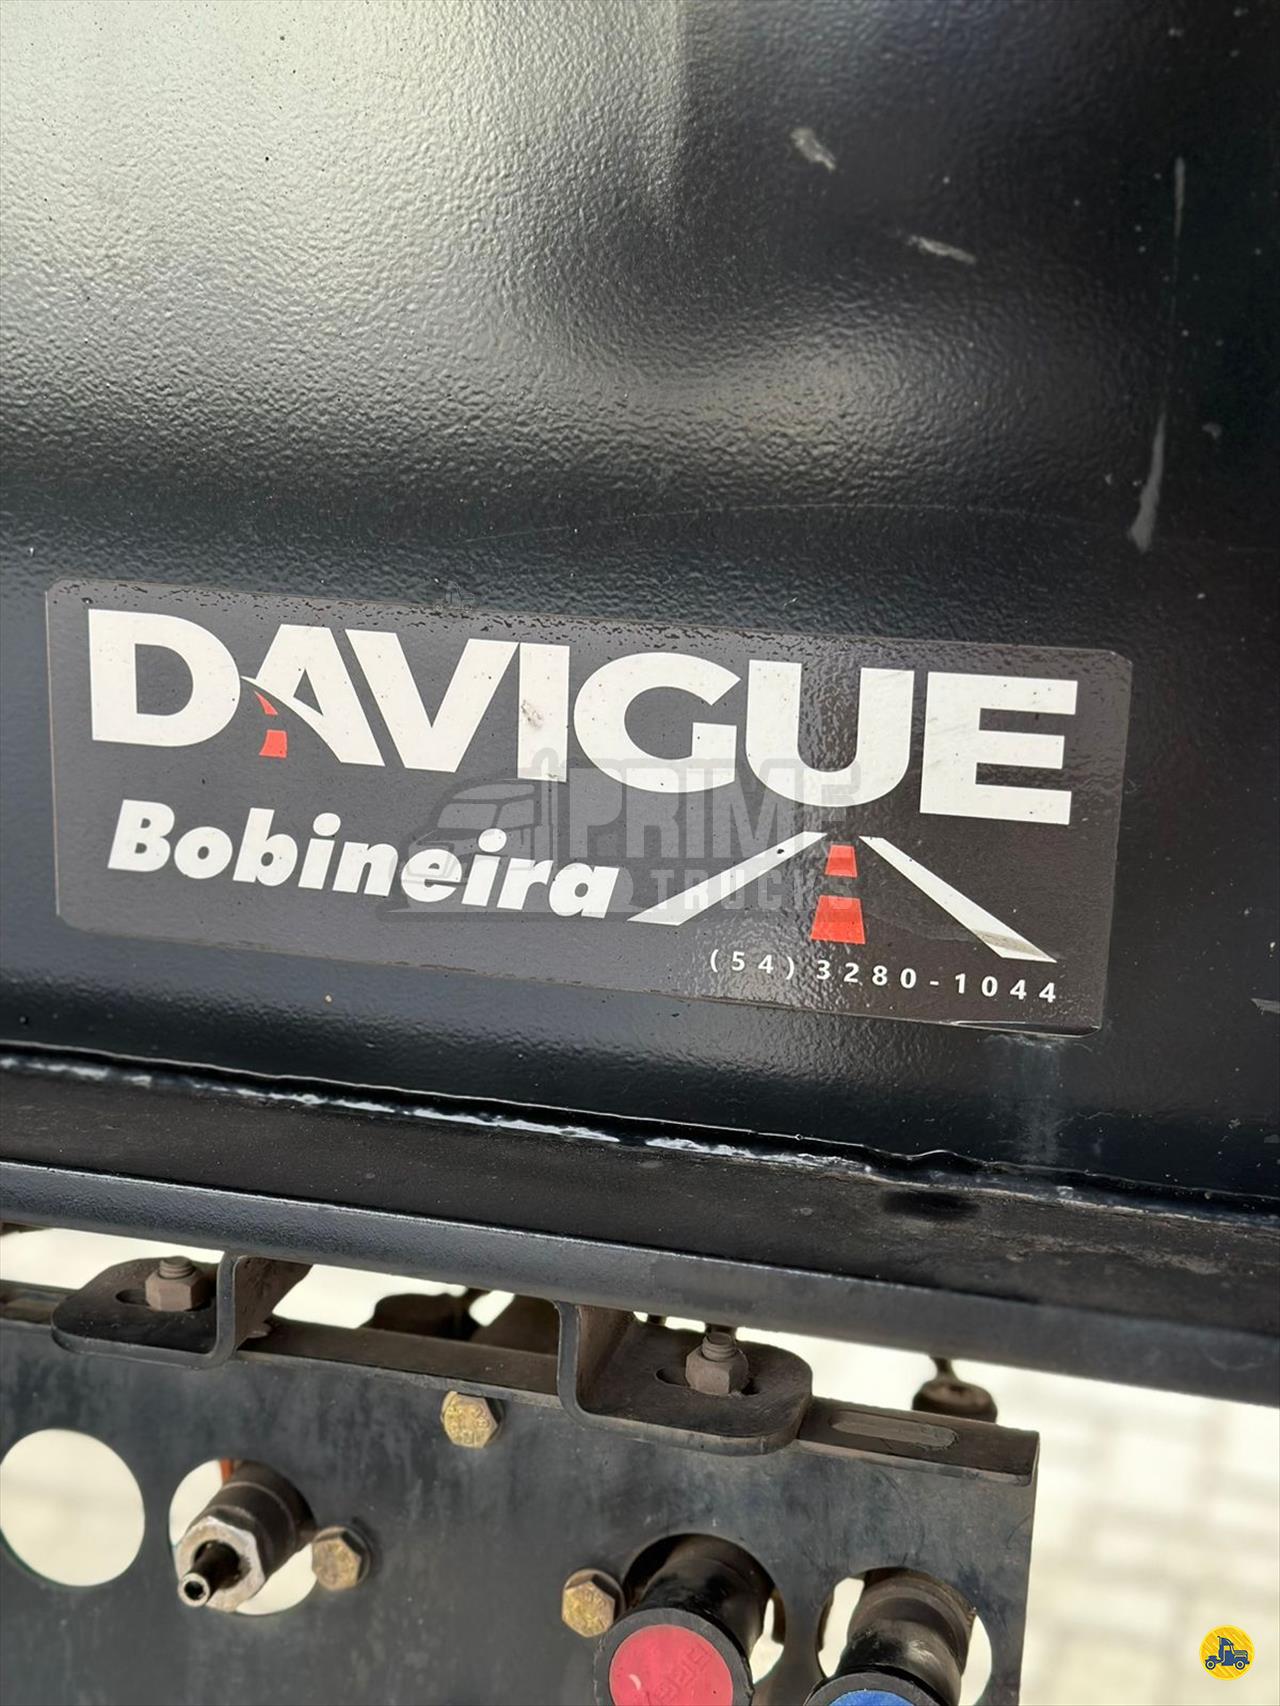 DAVIGUE
Bobineira
PRIME
TRUCKS
(54) 3280-1044